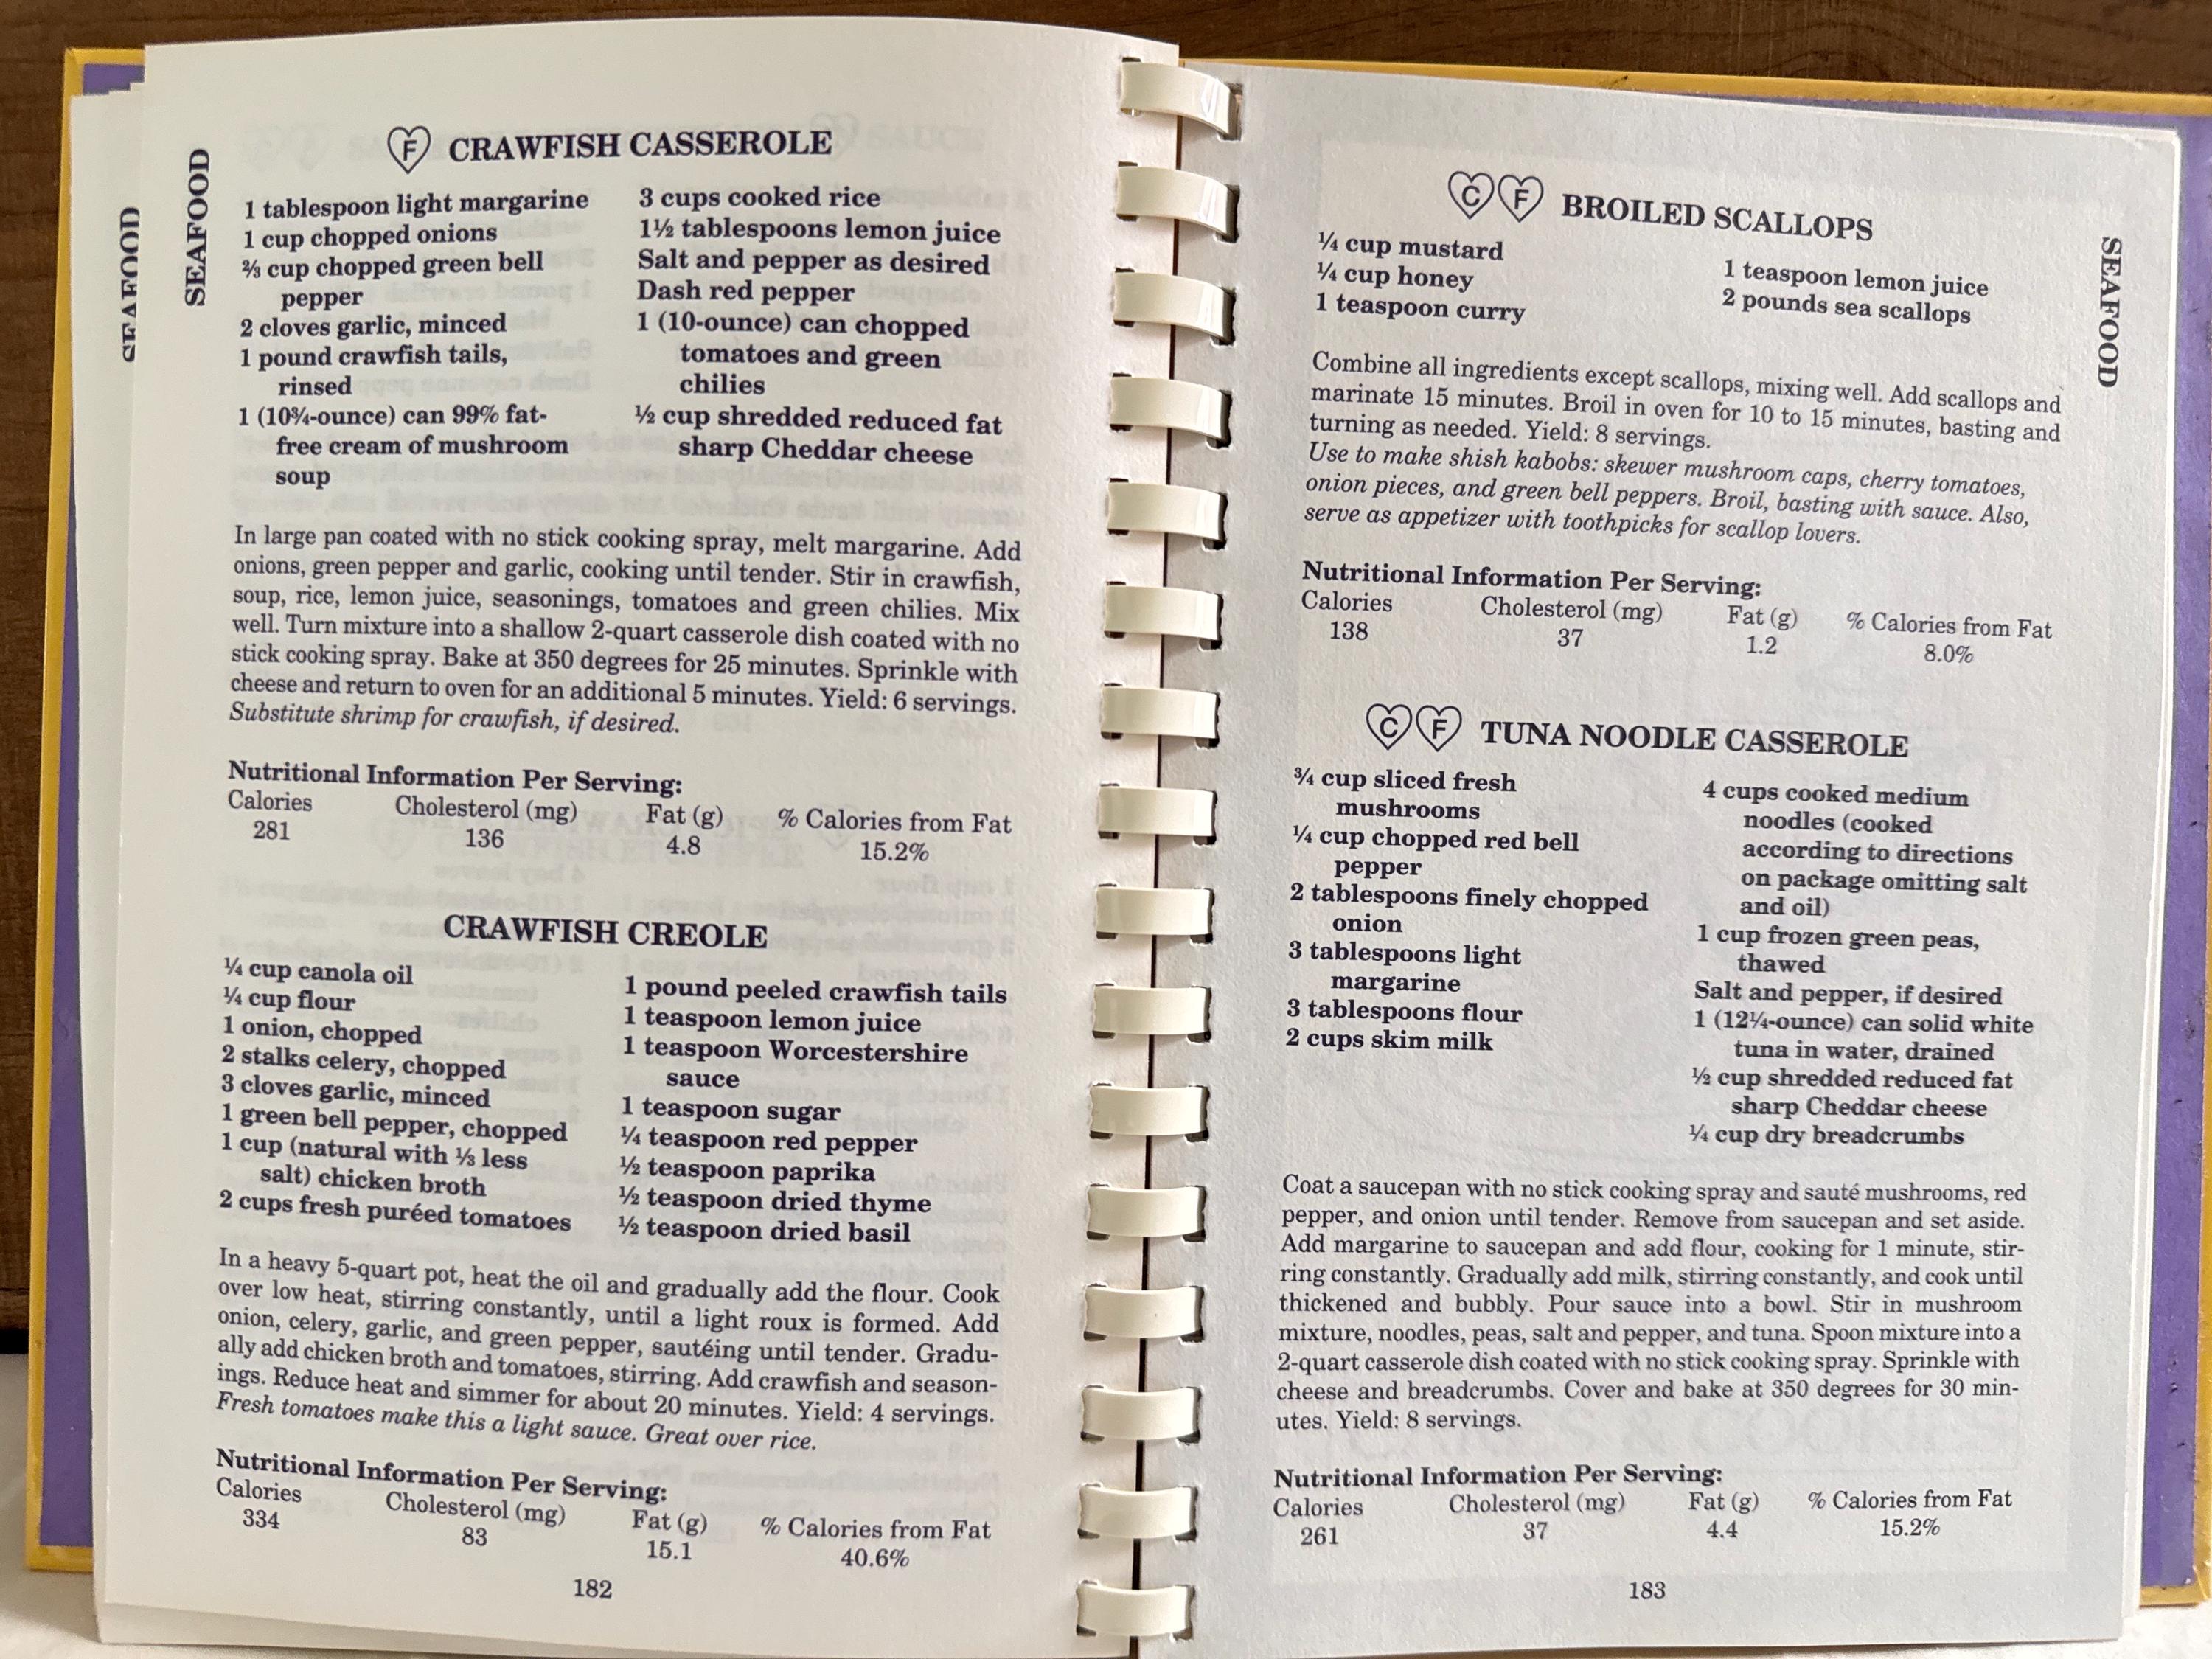 SEAFOOD
SEAFOOD
F CRAWFISH CASSEROLE
1 tablespoon light margarine
1 cup chopped onions
⅔ cup chopped green bell
pepper
2 cloves garlic, minced
1 pound crawfish tails,
rinsed
1 (10¾-ounce) can 99% fat-
free cream of mushroom
soup
3 cups cooked rice
1½ tablespoons lemon juice
Salt and pepper as desired
Dash red pepper
1 (10-ounce) can chopped
tomatoes and green
chilies
½ cup shredded reduced fat
sharp Cheddar cheese
In large pan coated with no stick cooking spray, melt margarine. Add
onions, green pepper and garlic, cooking until tender. Stir in crawfish,
soup, rice, lemon juice, seasonings, tomatoes and green chilies. Mix
well. Turn mixture into a shallow 2-quart casserole dish coated with no
stick cooking spray. Bake at 350 degrees for 25 minutes. Sprinkle with
cheese and return to oven for an additional 5 minutes. Yield: 6 servings.
Substitute shrimp for crawfish, if desired.
Nutritional Information Per Serving:
Calories Cholesterol (mg) Fat (g) % Calories from Fat
281 136 4.8 15.2%
CRAWFISH CREOLE
¼ cup canola oil
¼ cup flour
1 onion, chopped
2 stalks celery, chopped
3 cloves garlic, minced
1 green bell pepper, chopped
1 cup (natural with ⅓ less
salt) chicken broth
2 cups fresh puréed tomatoes
1 pound peeled crawfish tails
1 teaspoon lemon juice
1 teaspoon Worcestershire
sauce
1 teaspoon sugar
¼ teaspoon red pepper
½ teaspoon paprika
½ teaspoon dried thyme
½ teaspoon dried basil
In a heavy 5-quart pot, heat the oil and gradually add the flour. Cook
over low heat, stirring constantly, until a light roux is formed. Add
onion, celery, garlic, and green pepper, sautéing until tender. Gradu-
ally add chicken broth and tomatoes, stirring. Add crawfish and season-
ings. Reduce heat and simmer for about 20 minutes. Yield: 4 servings.
Fresh tomatoes make this a light sauce. Great over rice.
Nutritional Information Per Serving:
Calories Cholesterol (mg) Fat (g) % Calories from Fat
334 83 15.1 40.6%
182
C F BROILED SCALLOPS
¼ cup mustard
¼ cup honey
1 teaspoon curry
1 teaspoon lemon juice
2 pounds sea scallops
SEAFOOD
Combine all ingredients except scallops, mixing well. Add scallops and
marinate 15 minutes. Broil in oven for 10 to 15 minutes, basting and
turning as needed. Yield: 8 servings.
Use to make shish kabobs: skewer mushroom caps, cherry tomatoes,
onion pieces, and green bell peppers. Broil, basting with sauce. Also,
serve as appetizer with toothpicks for scallop lovers.
Nutritional Information Per Serving:
Calories Cholesterol (mg) Fat (g) % Calories from Fat
138 37 1.2 8.0%
C F TUNA NOODLE CASSEROLE
¾ cup sliced fresh
mushrooms
¼ cup chopped red bell
pepper
2 tablespoons finely chopped
onion
3 tablespoons light
margarine
3 tablespoons flour
2 cups skim milk
4 cups cooked medium
noodles (cooked
according to directions
on package omitting salt
and oil)
1 cup frozen green peas,
thawed
Salt and pepper, if desired
1 (12¼-ounce) can solid white
tuna in water, drained
½ cup shredded reduced fat
sharp Cheddar cheese
¼ cup dry breadcrumbs
Coat a saucepan with no stick cooking spray and sauté mushrooms, red
pepper, and onion until tender. Remove from saucepan and set aside.
Add margarine to saucepan and add flour, cooking for 1 minute, stir-
ring constantly. Gradually add milk, stirring constantly, and cook until
thickened and bubbly. Pour sauce into a bowl. Stir in mushroom
mixture, noodles, peas, salt and pepper, and tuna. Spoon mixture into a
2-quart casserole dish coated with no stick cooking spray. Sprinkle with
cheese and breadcrumbs. Cover and bake at 350 degrees for 30 min-
utes. Yield: 8 servings.
Nutritional Information Per Serving:
Calories Cholesterol (mg) Fat (g) % Calories from Fat
261 37 4.4 15.2%
183